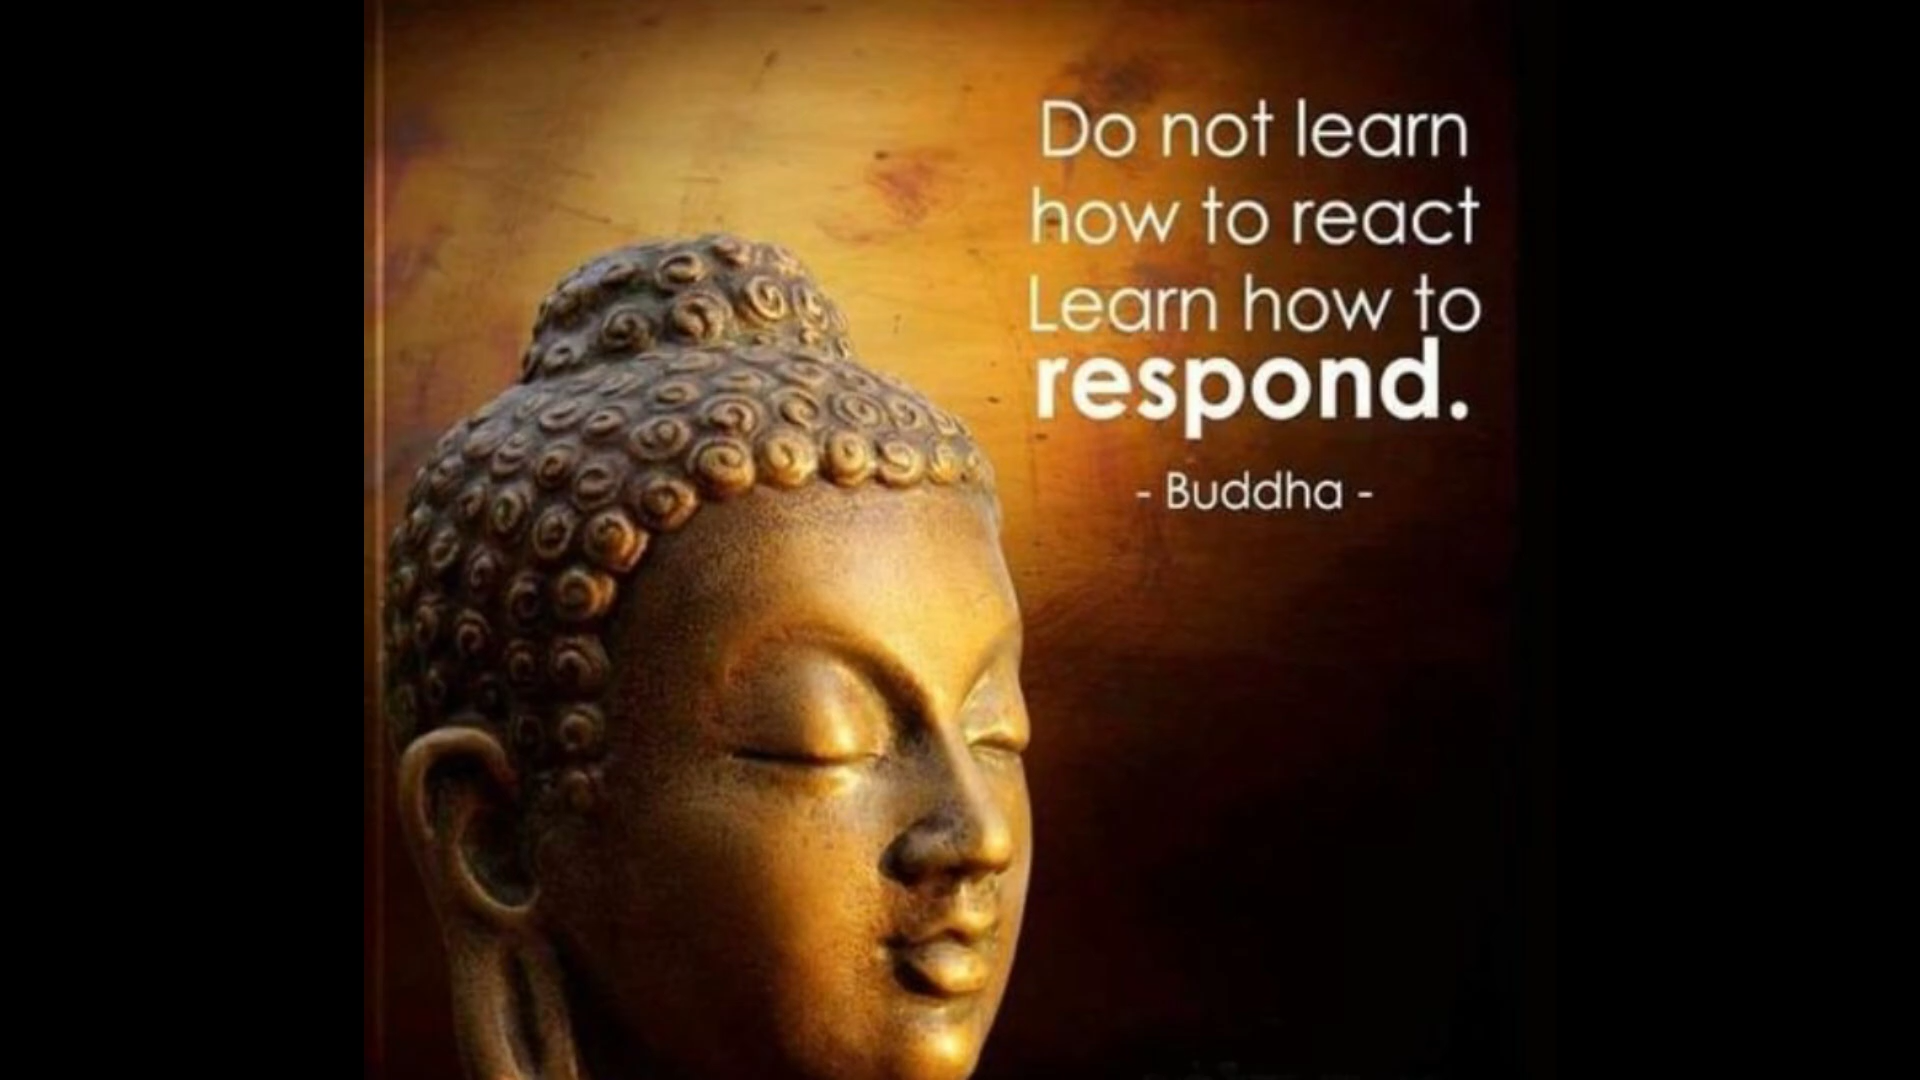 Do not learn
how to react
Learn how to
respond.
- Buddha -